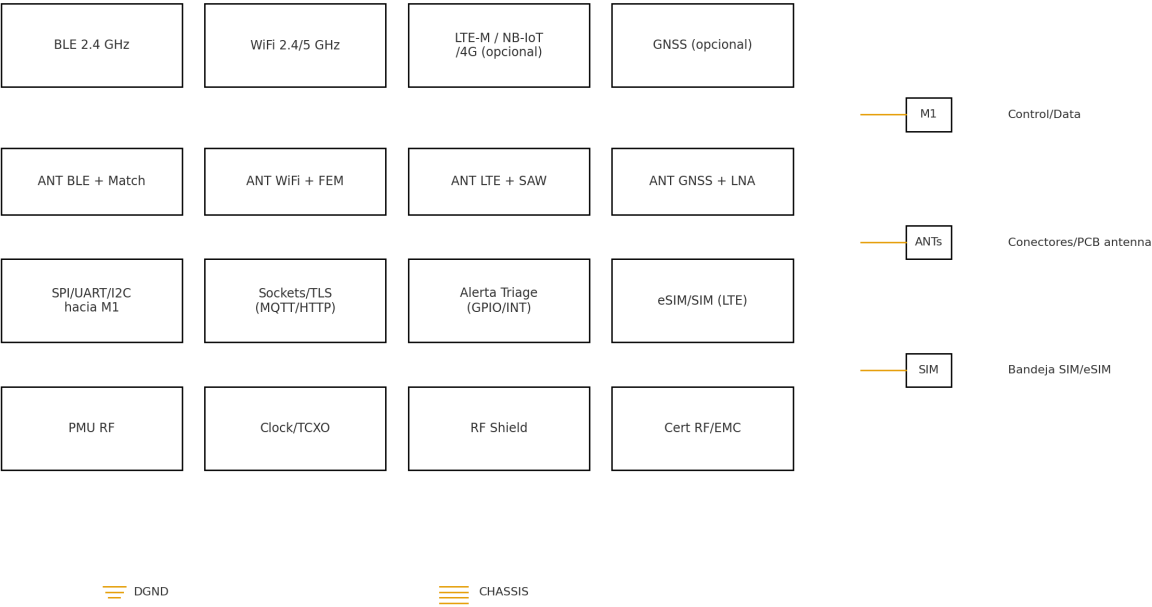 BLE 2.4 GHz
WiFi 2.4/5 GHz
LTE-M / NB-IoT
/4G (opcional)
GNSS (opcional)
M1
Control/Data
ANT BLE + Match
ANT WiFi + FEM
ANT LTE + SAW
ANT GNSS + LNA
ANTs
Conectores/PCB antenna
SPI/UART/I2C
hacia M1
Sockets/TLS
(MQTT/HTTP)
Alerta Triage
(GPIO/INT)
eSIM/SIM (LTE)
SIM
Bandeja SIM/eSIM
PMU RF
Clock/TCXO
RF Shield
Cert RF/EMC
DGND
CHASSIS